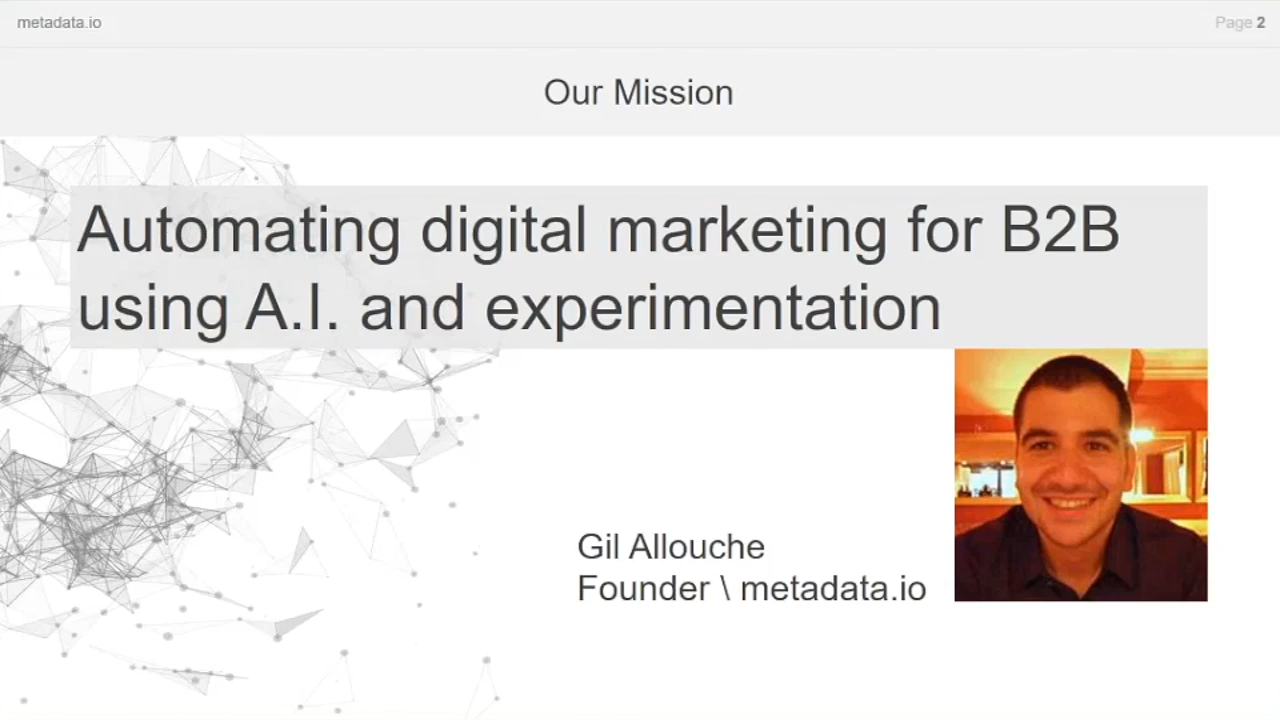 metadata.io
Page 2
Our Mission
Automating digital marketing for B2B
using A.I. and experimentation
Gil Allouche
Founder \ metadata.io